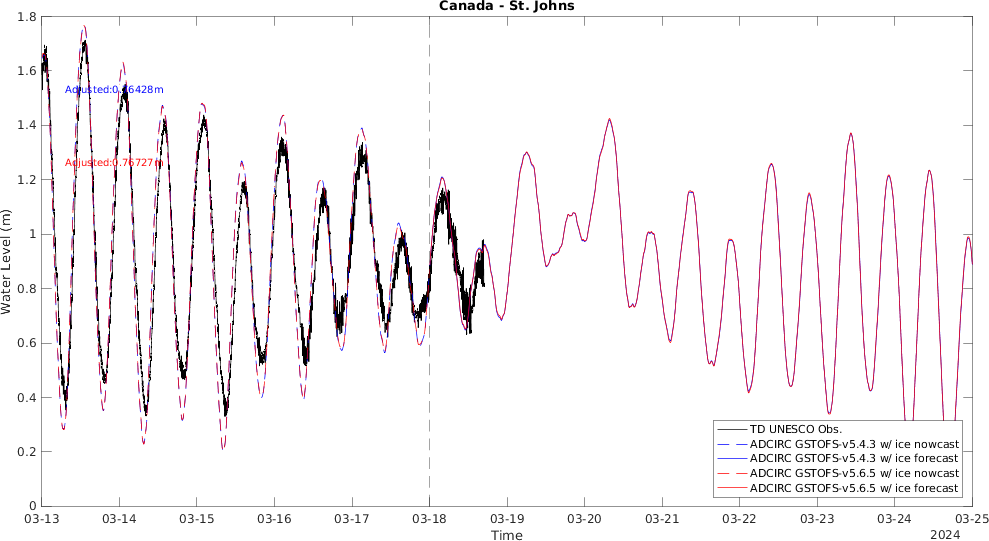 Canada - St. Johns
1.8
1.6
1.4
1.2
1
0.8
0.6
0.4
0.2
0
Water Level (m)
Adjusted:0.76428m
Adjusted:0.76727m
TD UNESCO Obs.
ADCIRC GSTOFS-v5.4.3 w/ ice nowcast
ADCIRC GSTOFS-v5.4.3 w/ ice forecast
ADCIRC GSTOFS-v5.6.5 w/ ice nowcast
ADCIRC GSTOFS-v5.6.5 w/ ice forecast
03-13 03-14 03-15 03-16 03-17 03-18 03-19 03-20 03-21 03-22 03-23 03-24 03-25
Time
2024